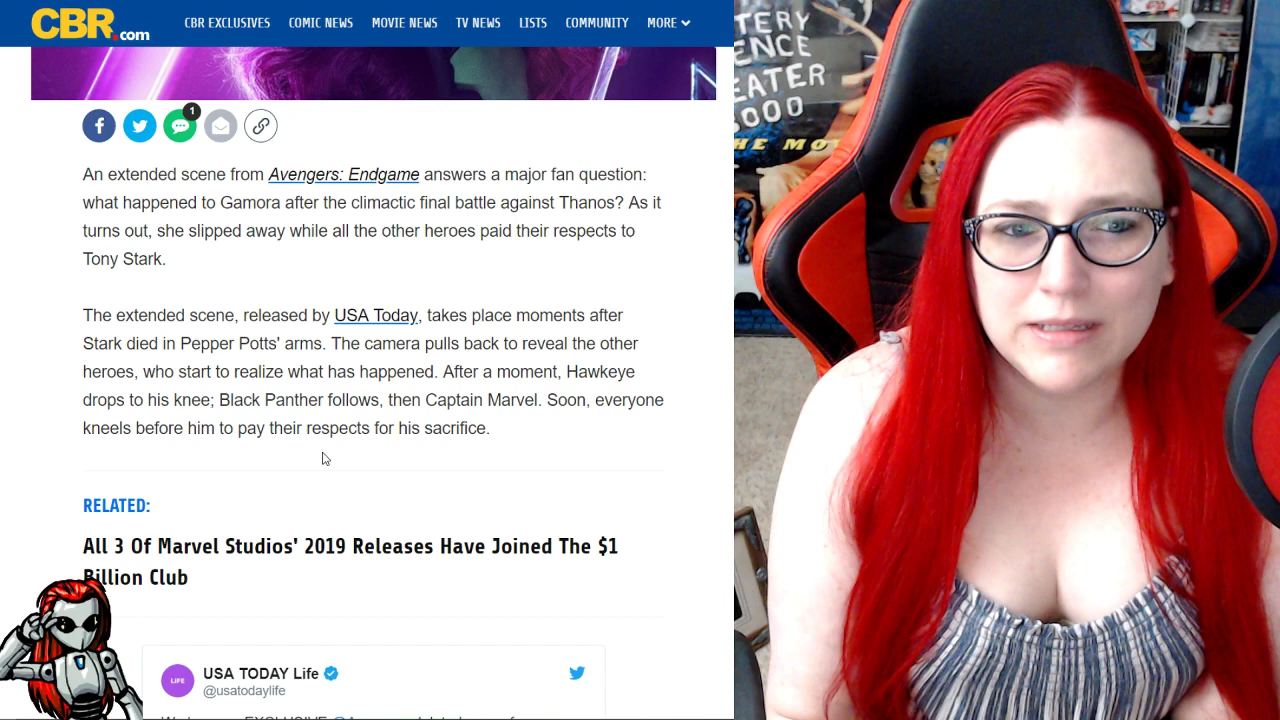 CBR.com
CBR EXCLUSIVES COMIC NEWS MOVIE NEWS TV NEWS LISTS COMMUNITY MORE
1
An extended scene from Avengers: Endgame answers a major fan question:
what happened to Gamora after the climactic final battle against Thanos? As it
turns out, she slipped away while all the other heroes paid their respects to
Tony Stark.
The extended scene, released by USA Today, takes place moments after
Stark died in Pepper Potts' arms. The camera pulls back to reveal the other
heroes, who start to realize what has happened. After a moment, Hawkeye
drops to his knee; Black Panther follows, then Captain Marvel. Soon, everyone
kneels before him to pay their respects for his sacrifice.
RELATED:
All 3 Of Marvel Studios' 2019 Releases Have Joined The $1
Billion Club
LIFE
USA TODAY Life
@usatodaylife